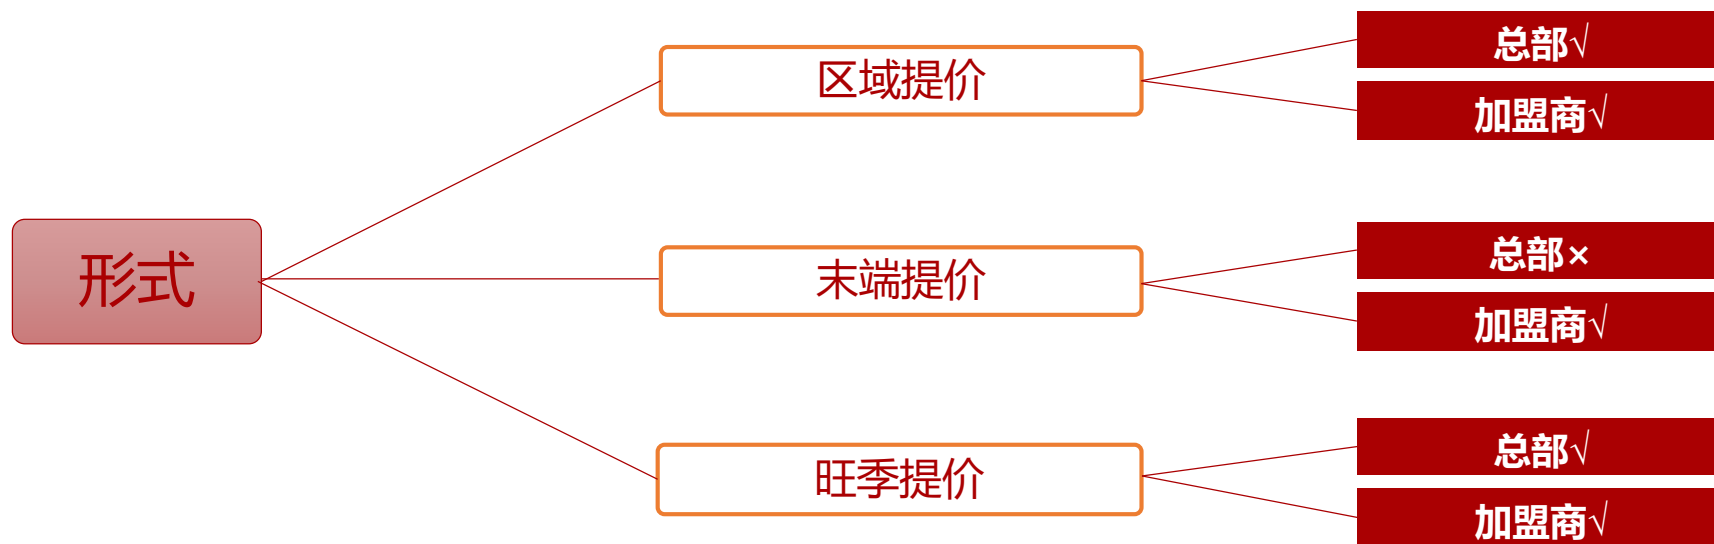 形式
区域提价
总部√
加盟商√
末端提价
总部×
加盟商√
旺季提价
总部√
加盟商√